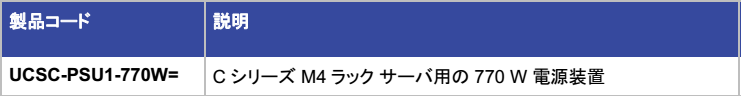 製品コード 説明
UCSC-PSU1-770W= C シリーズ M4 ラック サーバ用の 770 W 電源装置